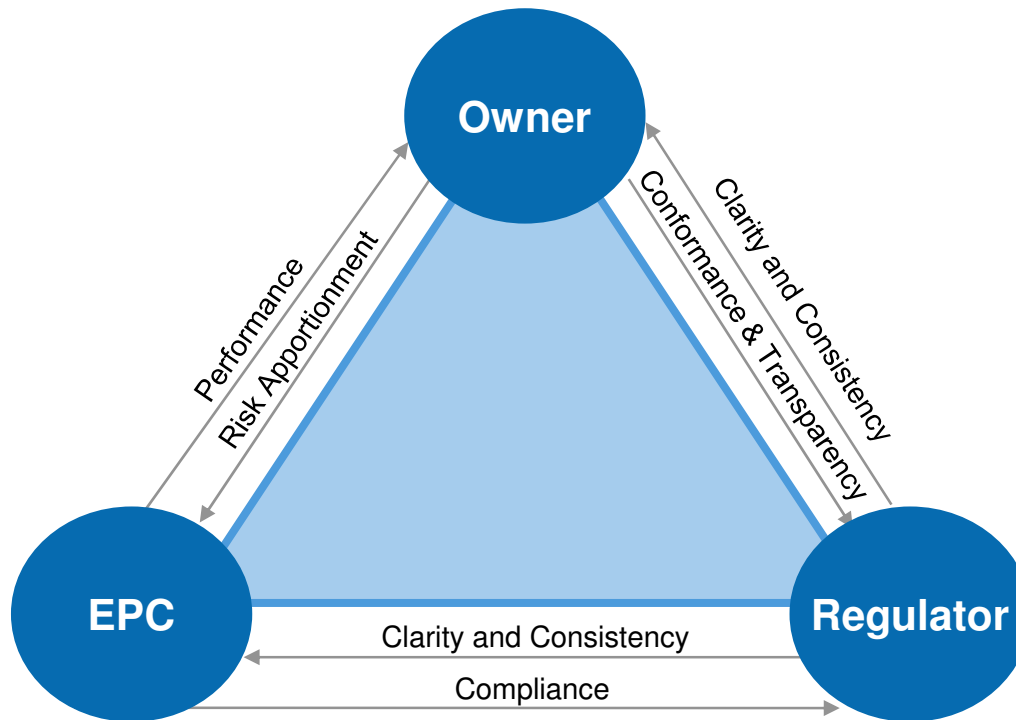 Owner
Performance
Risk Apportionment
Conformance & Transparency
Clarity and Consistency
EPC
Regulator
Clarity and Consistency
Compliance